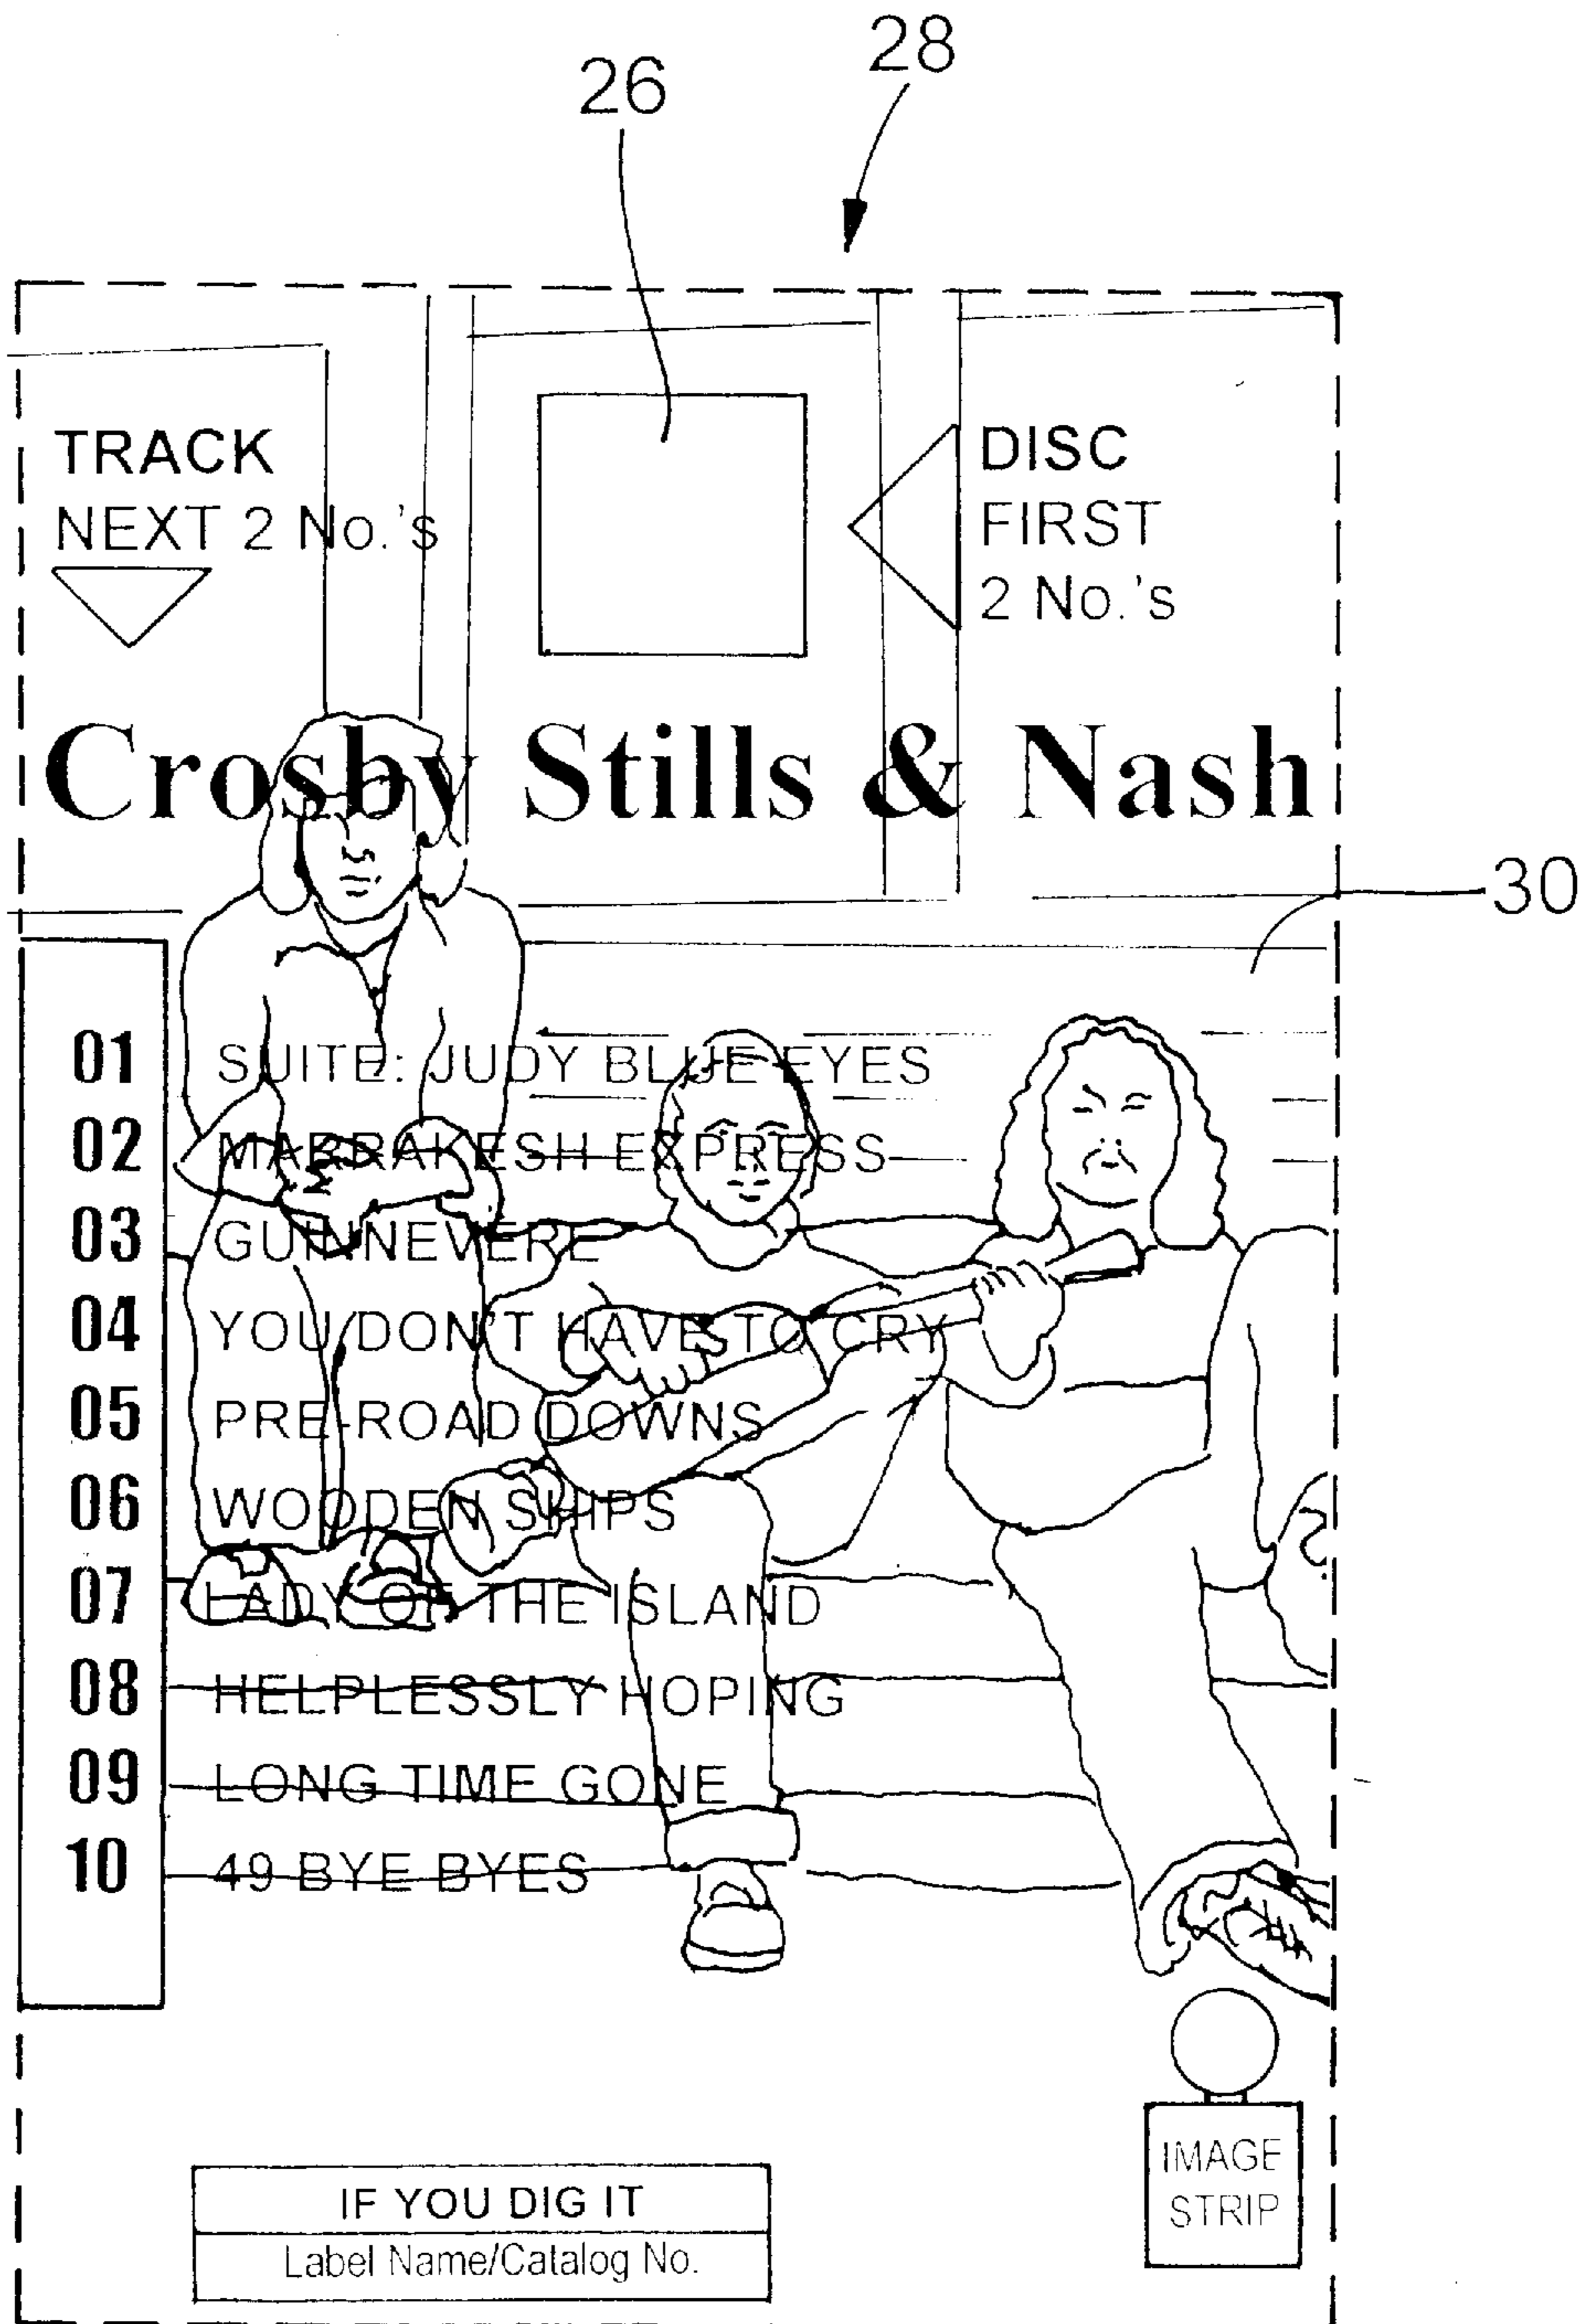 28
26
TRACK
NEXT 2 No.'s
DISC
FIRST
2 No.'s
Crosby Stills & Nash
30
01 SUITE: JUDY BLUE EYES
02 MARRAKESH EXPRESS
03 GUINNEVERE
04 YOU DON'T HAVE TO CRY
05 PRE-ROAD DOWNS
06 WOODEN SHIPS
07 LADY OF THE ISLAND
08 HELPLESSLY HOPING
09 LONG TIME GONE
10 49 BYE BYES
IMAGE
STRIP
IF YOU DIG IT
Label Name/Catalog No.